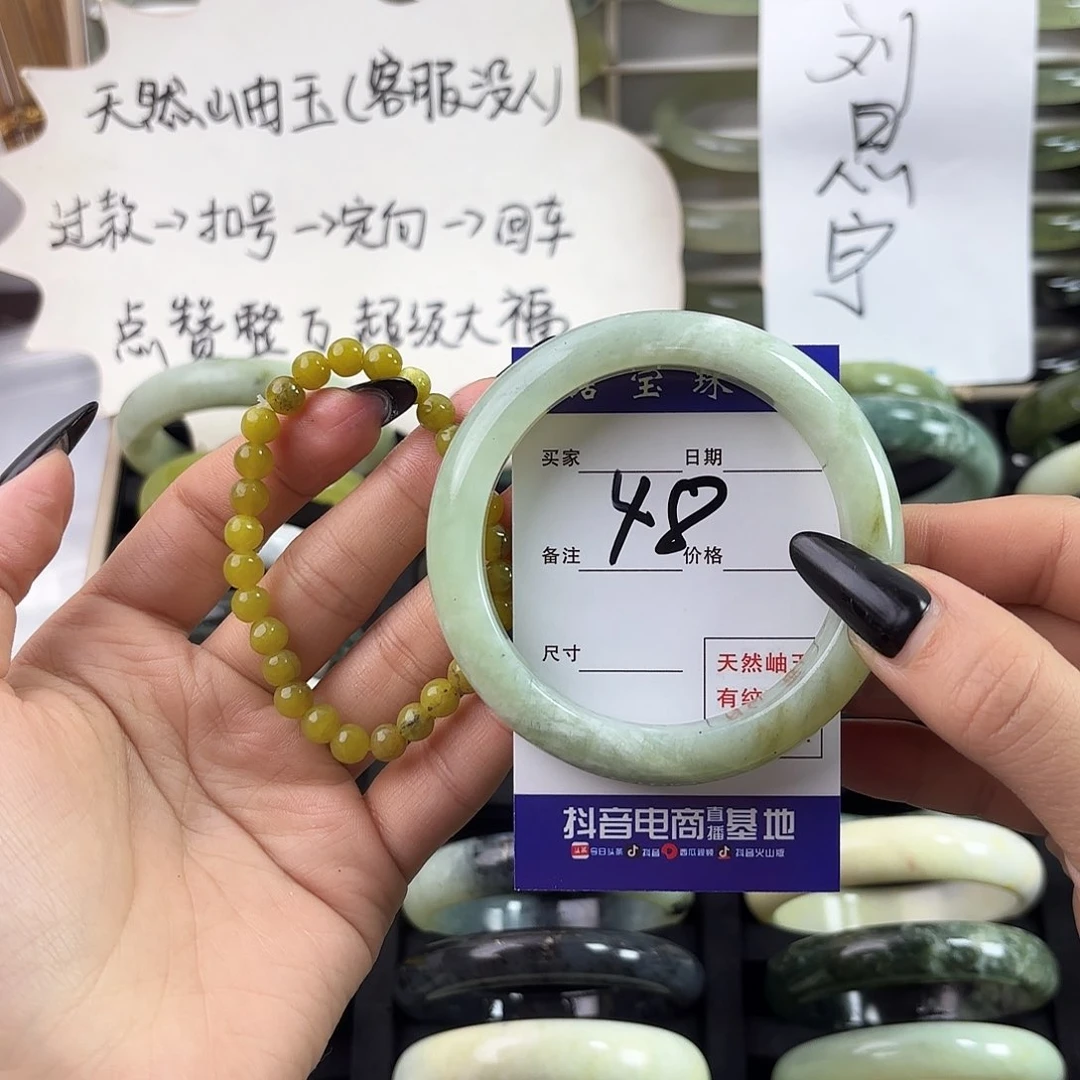 天然岫玉(客服没人)
过款→扣号→定向→回车
点赞整万超级大福
刘思宁
宝珠
买家 日期
48
备注 价格
尺寸
天然岫玉
有纹
抖音电商直播基地
今日头条 抖音 西瓜视频 抖音火山版